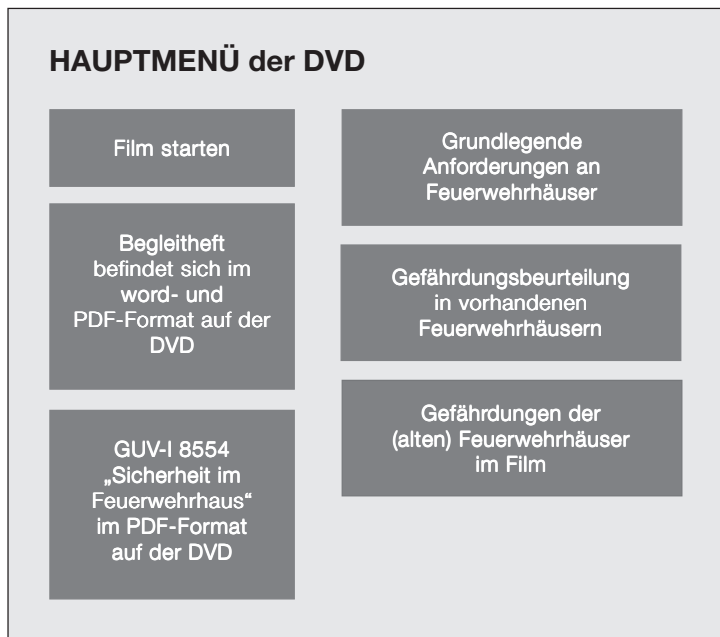 HAUPTMENÜ der DVD
Film starten
Begleitheft
befindet sich im
word- und
PDF-Format auf der
DVD
GUV-I 8554
„Sicherheit im
Feuerwehrhaus“
im PDF-Format
auf der DVD
Grundlegende
Anforderungen an
Feuerwehrhäuser
Gefährdungsbeurteilung
in vorhandenen
Feuerwehrhäusern
Gefährdungen der
(alten) Feuerwehrhäuser
im Film